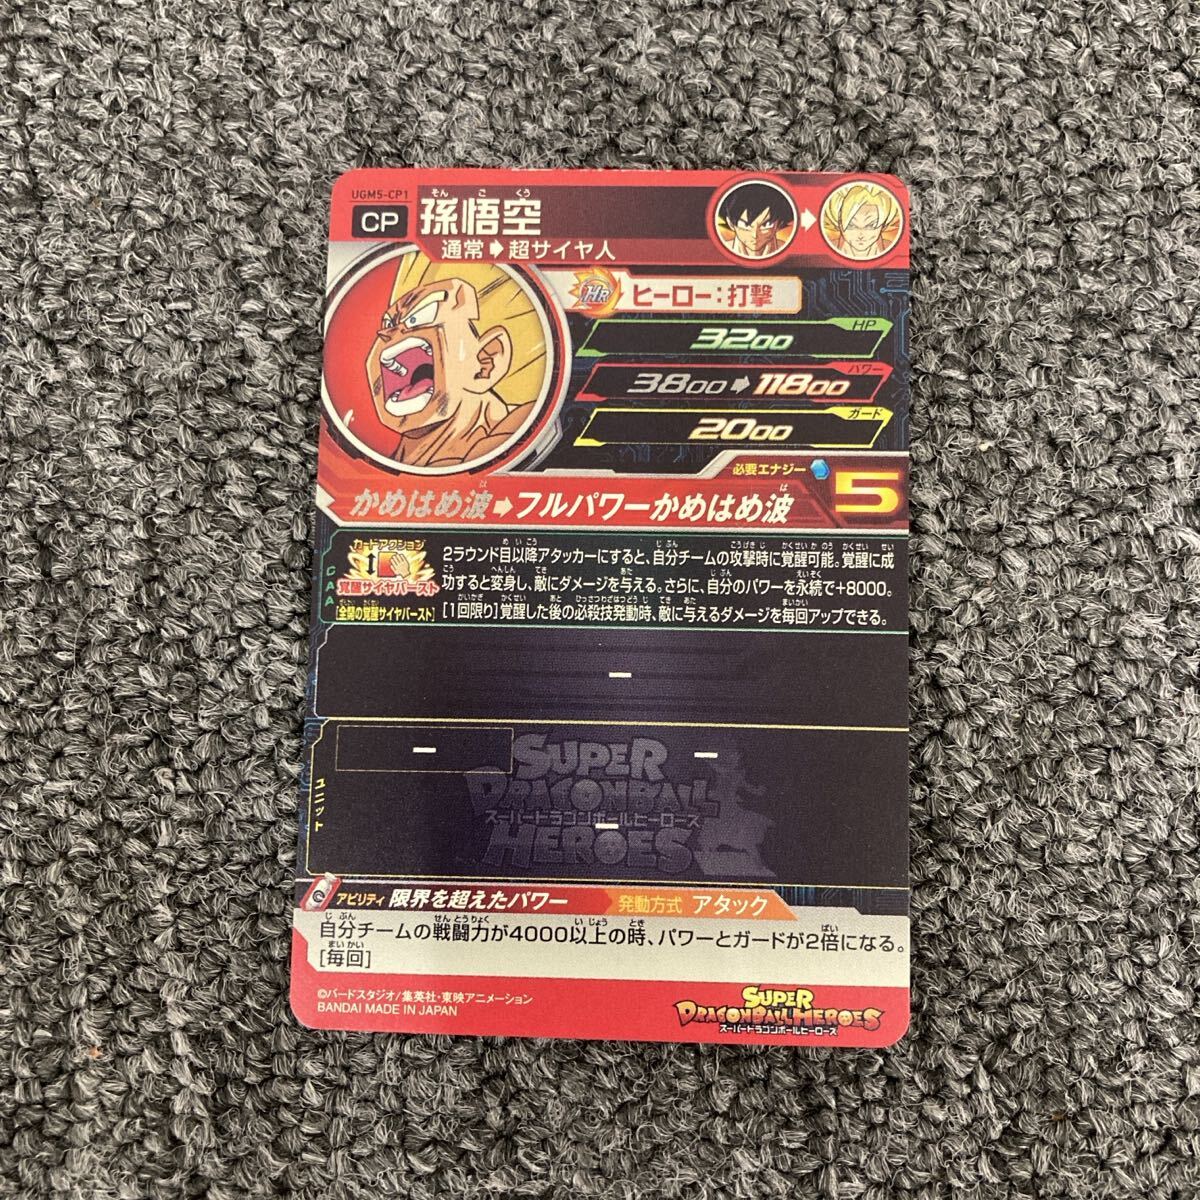 UGM5-CP1
CP
そんごくう
孫悟空
通常➡超サイヤ人
HR
ヒーロー:打撃
HP
3200
パワー
3800➡11800
ガード
2000
必要エナジー
5
かめはめ波➡フルパワーかめはめ波
CAA
カードアクション
覚醒サイヤバースト
[全開の覚醒サイヤバースト]
2ラウンド目以降アタッカーにすると、自分チームの攻撃時に覚醒可能。覚醒に成
功すると変身し、敵にダメージを与える。さらに、自分のパワーを永続で+8000。
[1回限り]覚醒した後の必殺技発動時、敵に与えるダメージを毎回アップできる。
ー
ユニット
ー
ー
ー
SUPER
DRAGONBALL
スーパードラゴンボールヒーローズ
HEROES
アビリティ 限界を超えたパワー 発動方式 アタック
自分チームの戦闘力が4000以上の時、パワーとガードが2倍になる。
[毎回]
©バードスタジオ/集英社・東映アニメーション
BANDAI MADE IN JAPAN
SUPER
DRAGONBALL HEROES
スーパードラゴンボールヒーローズ